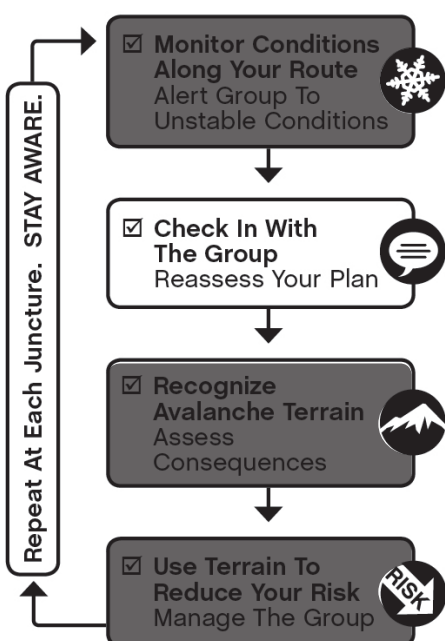 Repeat At Each Juncture. STAY AWARE.
Monitor Conditions
Along Your Route
Alert Group To
Unstable Conditions
Check In With
The Group
Reassess Your Plan
Recognize
Avalanche Terrain
Assess
Consequences
Use Terrain To
Reduce Your Risk
Manage The Group
RISK